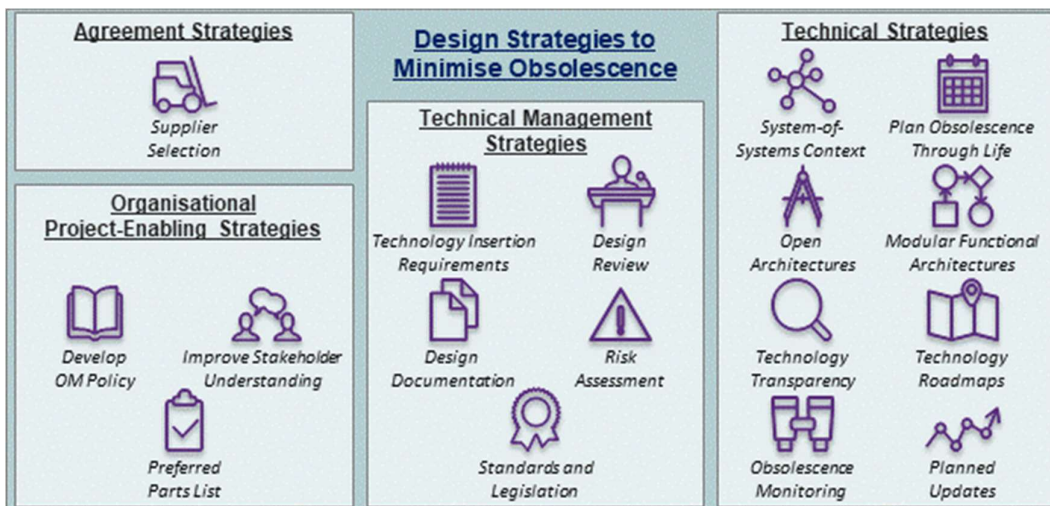 Agreement Strategies
Supplier
Selection
Organisational
Project-Enabling Strategies
Develop
OM Policy
Improve Stakeholder
Understanding
Preferred
Parts List
Design Strategies to
Minimise Obsolescence
Technical Management
Strategies
Technology Insertion
Requirements
Design
Review
Design
Documentation
Risk
Assessment
Standards and
Legislation
Technical Strategies
System-of-
Systems Context
Plan Obsolescence
Through Life
Open
Architectures
Modular Functional
Architectures
Technology
Transparency
Technology
Roadmaps
Obsolescence
Monitoring
Planned
Updates